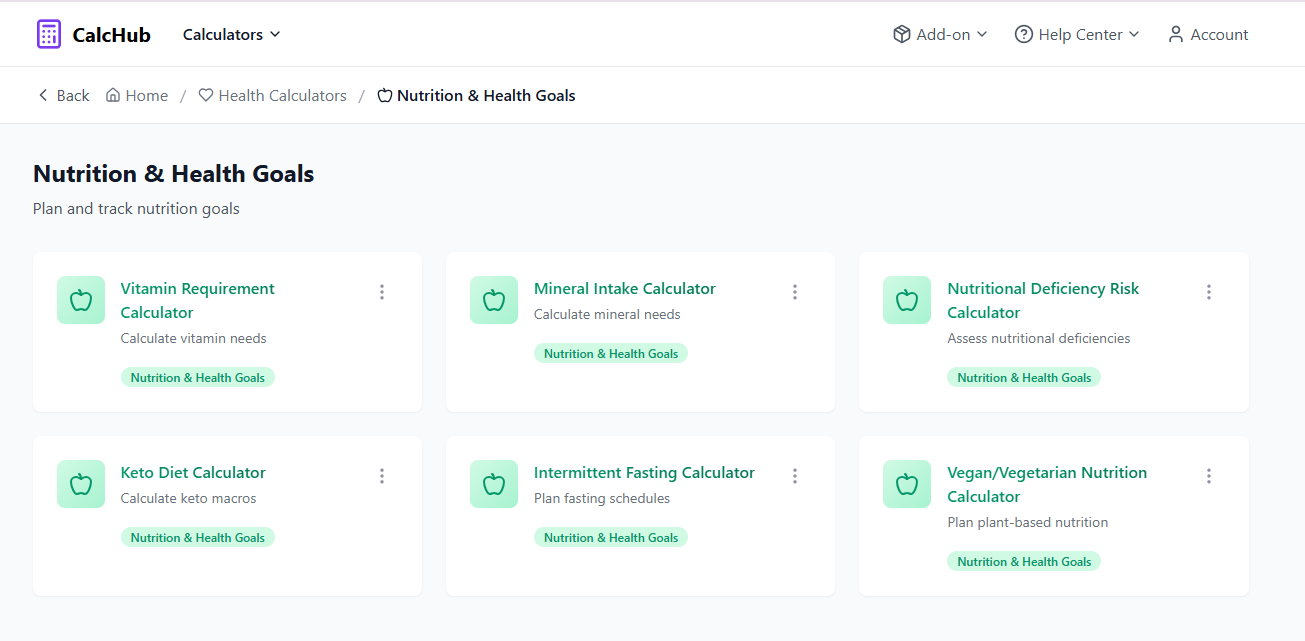 CalcHub
Calculators
Add-on
Help Center
Account
Back
Home
/
Health Calculators
/
Nutrition & Health Goals
Nutrition & Health Goals
Plan and track nutrition goals
Vitamin Requirement
Calculator
Calculate vitamin needs
Nutrition & Health Goals
Mineral Intake Calculator
Calculate mineral needs
Nutrition & Health Goals
Nutritional Deficiency Risk
Calculator
Assess nutritional deficiencies
Nutrition & Health Goals
Keto Diet Calculator
Calculate keto macros
Nutrition & Health Goals
Intermittent Fasting Calculator
Plan fasting schedules
Nutrition & Health Goals
Vegan/Vegetarian Nutrition
Calculator
Plan plant-based nutrition
Nutrition & Health Goals